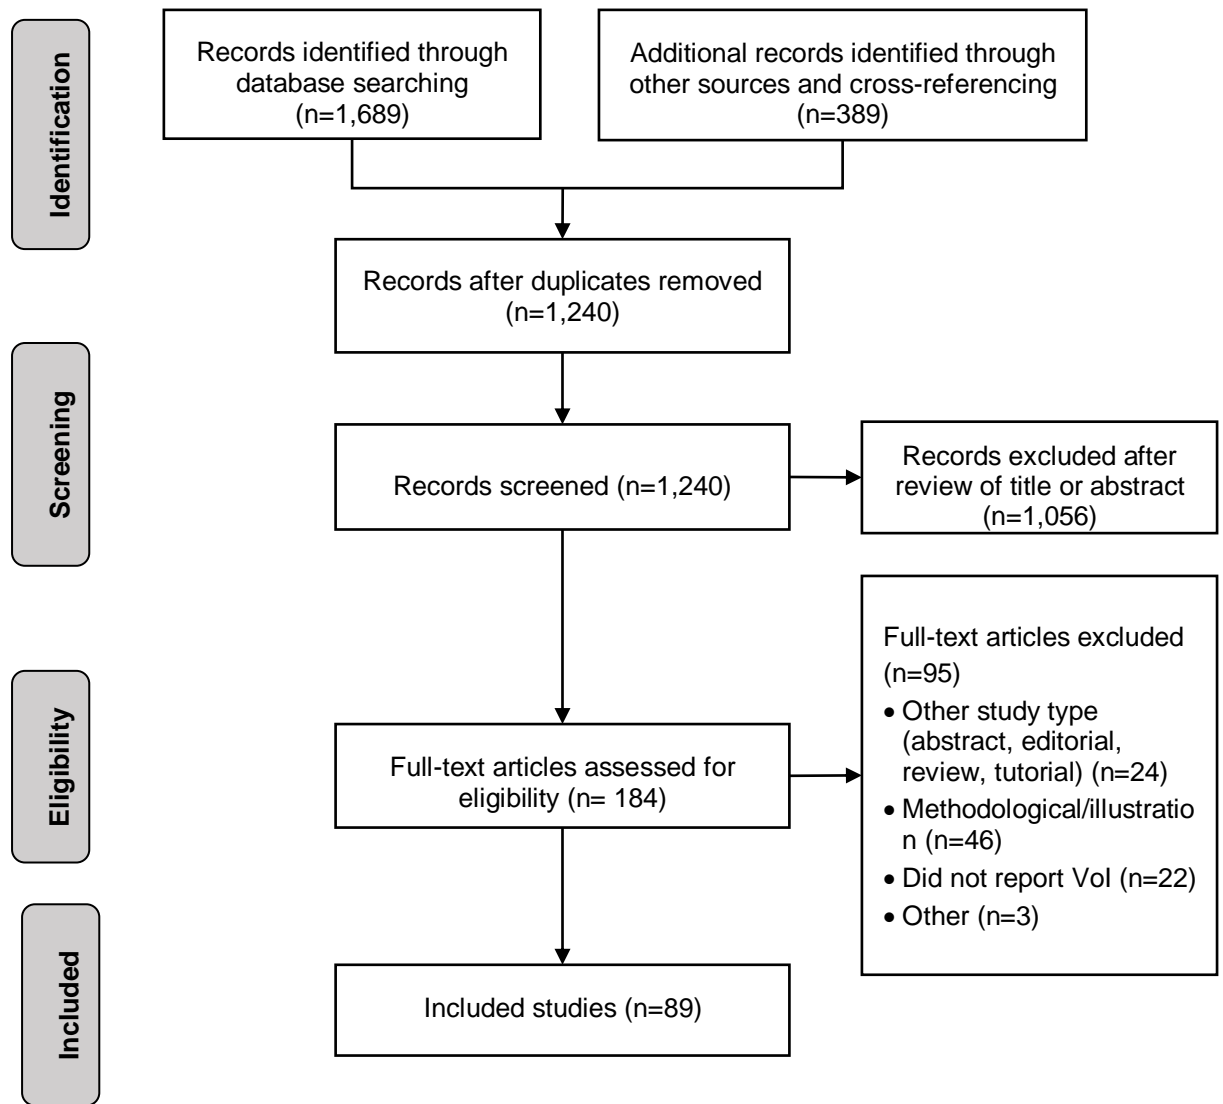 Identification
Records identified through
database searching
(n=1,689)
Additional records identified through
other sources and cross-referencing
(n=389)
Records after duplicates removed
(n=1,240)
Screening
Records screened (n=1,240)
Records excluded after
review of title or abstract
(n=1,056)
Eligibility
Full-text articles assessed for
eligibility (n= 184)
Full-text articles excluded
(n=95)
• Other study type
(abstract, editorial,
review, tutorial) (n=24)
• Methodological/illustratio
n (n=46)
• Did not report VoI (n=22)
• Other (n=3)
Included
Included studies (n=89)